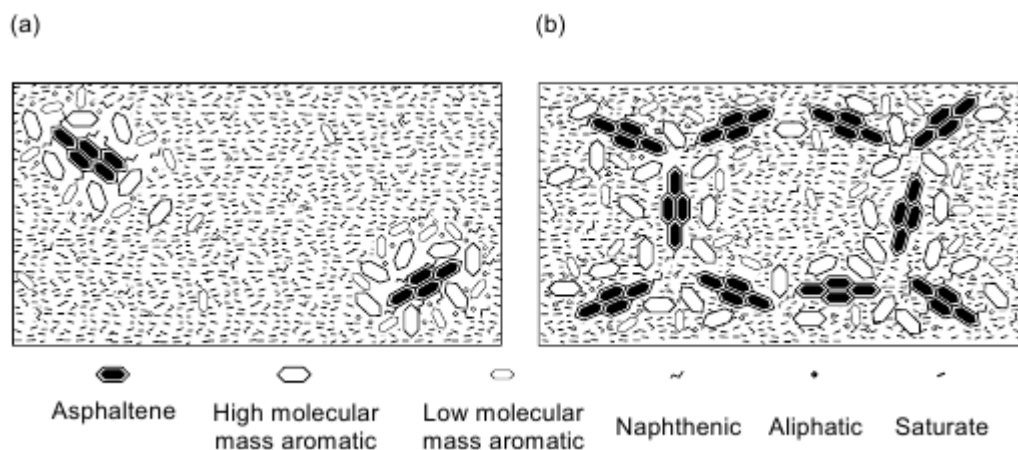 (a)
(b)
Asphaltene
High molecular
mass aromatic
Low molecular
mass aromatic
Naphthenic
Aliphatic
Saturate